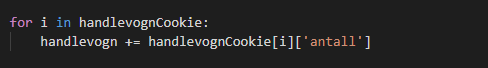 for i in handlevognCookie:
    handlevogn += handlevognCookie[i]['antall']